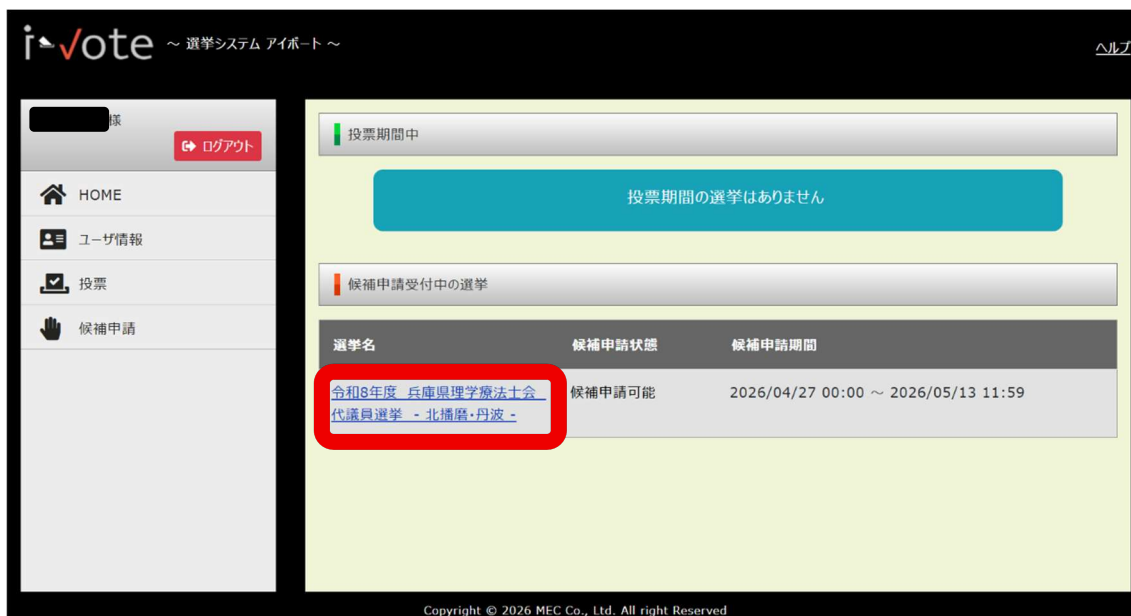 i-vote ～ 選挙システム アイボート ～
ヘルプ
様
ログアウト
HOME
ユーザ情報
投票
候補申請
投票期間中
投票期間の選挙はありません
候補申請受付中の選挙
選挙名 候補申請状態 候補申請期間
令和8年度 兵庫県理学療法士会 候補申請可能 2026/04/27 00:00 ～ 2026/05/13 11:59
代議員選挙 - 北播磨・丹波 -
Copyright © 2026 MEC Co., Ltd. All right Reserved